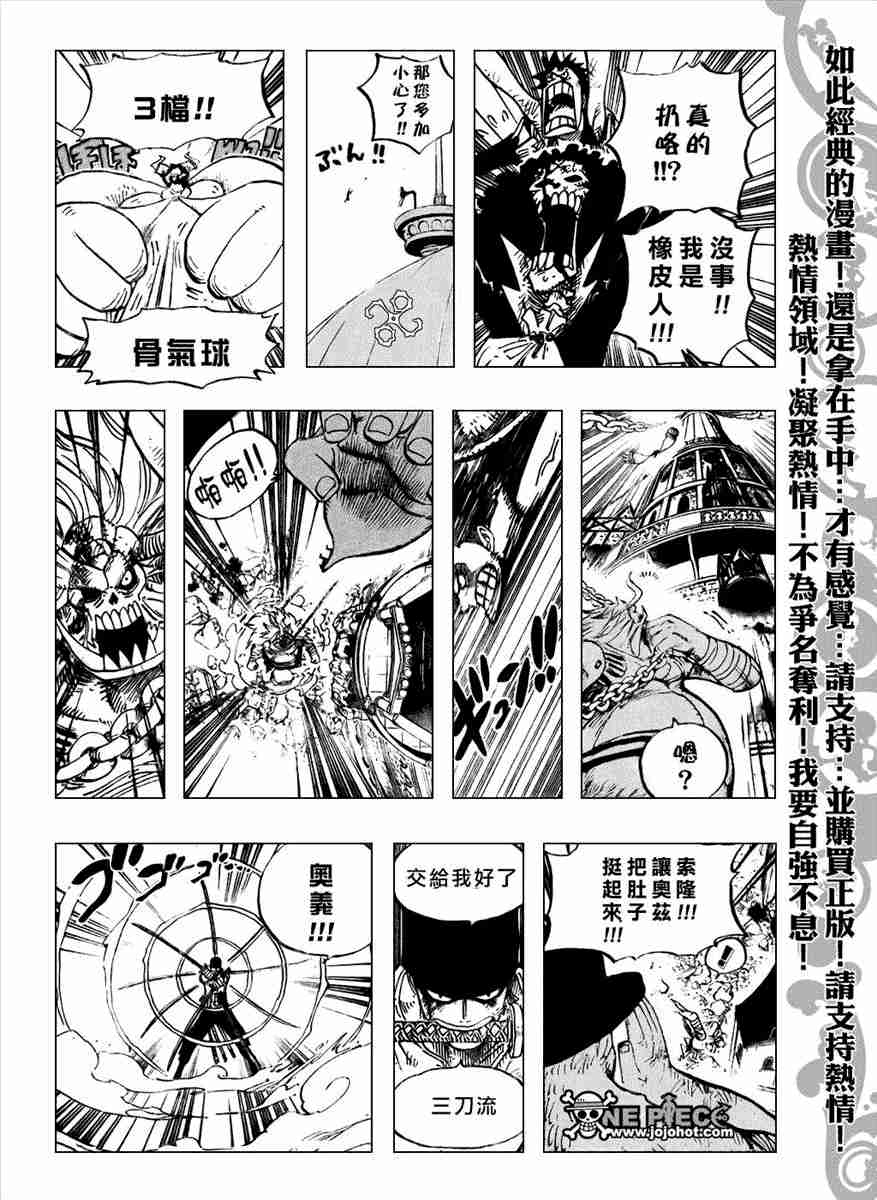 真的
扔咯
!!?
沒事!!
我是
橡皮
人!!!
那您多加
小心了!!
ぶん!!
3檔!!
骨氣球
嗯?
ギュン!!
嗡嗡!!
索隆!!!
讓奧茲
把肚子
挺起來!!!
!
交給我好了
三刀流
奧義
!!!
ONE PIECE
www.jojohot.com
如此經典的漫畫!還是拿在手中…才有感覺…請支持…並購買正版!請支持熱情!
熱情領域!凝聚熱情!不為爭名奪利!我要自強不息!